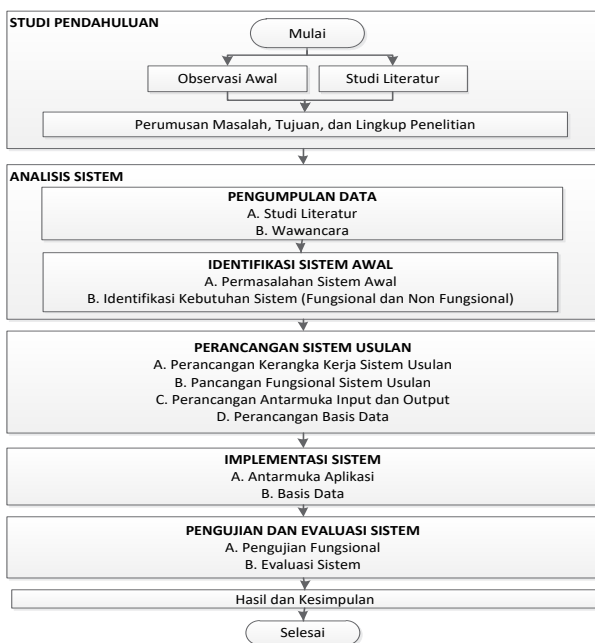 STUDI PENDAHULUAN
Mulai
Observasi Awal
Studi Literatur
Perumusan Masalah, Tujuan, dan Lingkup Penelitian
ANALISIS SISTEM
PENGUMPULAN DATA
A. Studi Literatur
B. Wawancara
IDENTIFIKASI SISTEM AWAL
A. Permasalahan Sistem Awal
B. Identifikasi Kebutuhan Sistem (Fungsional dan Non Fungsional)
PERANCANGAN SISTEM USULAN
A. Perancangan Kerangka Kerja Sistem Usulan
B. Pancangan Fungsional Sistem Usulan
C. Perancangan Antarmuka Input dan Output
D. Perancangan Basis Data
IMPLEMENTASI SISTEM
A. Antarmuka Aplikasi
B. Basis Data
PENGUJIAN DAN EVALUASI SISTEM
A. Pengujian Fungsional
B. Evaluasi Sistem
Hasil dan Kesimpulan
Selesai